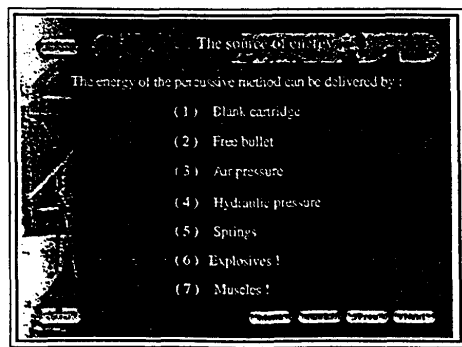 The source of energy
The energy of the percussive method can be delivered by :
( 1 ) Blank cartridge
( 2 ) Free bullet
( 3 ) Air pressure
( 4 ) Hydraulic pressure
( 5 ) Springs
( 6 ) Explosives !
( 7 ) Muscles !